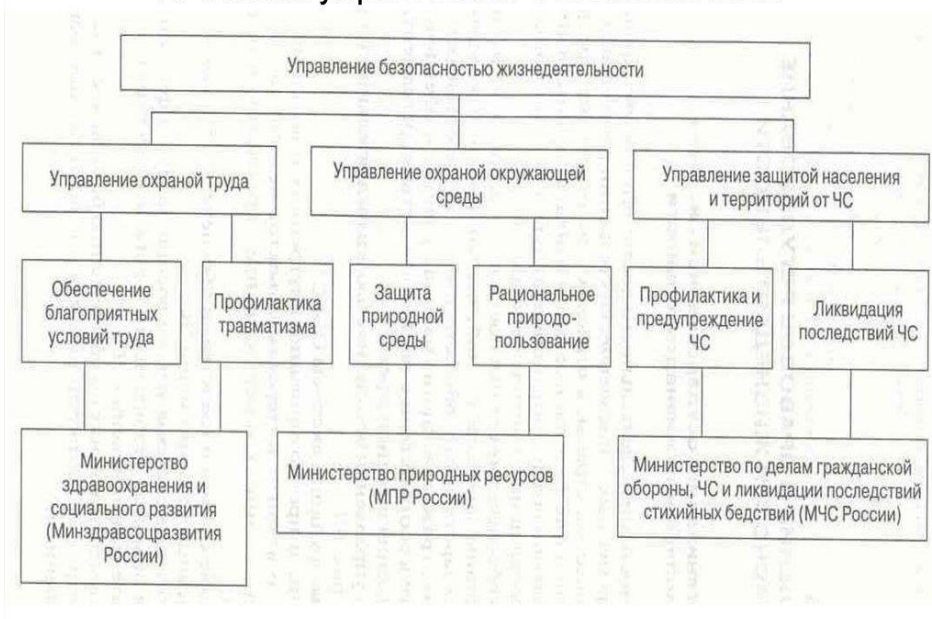 Управление безопасностью жизнедеятельности
Управление охраной труда
Управление охраной окружающей
среды
Управление защитой населения
и территорий от ЧС
Обеспечение
благоприятных
условий труда
Профилактика
травматизма
Защита
природной
среды
Рациональное
природо-
пользование
Профилактика и
предупреждение
ЧС
Ликвидация
последствий ЧС
Министерство
здравоохранения и
социального развития
(Минздравсоцразвития
России)
Министерство природных ресурсов
(МПР России)
Министерство по делам гражданской
обороны, ЧС и ликвидации последствий
стихийных бедствий (МЧС России)